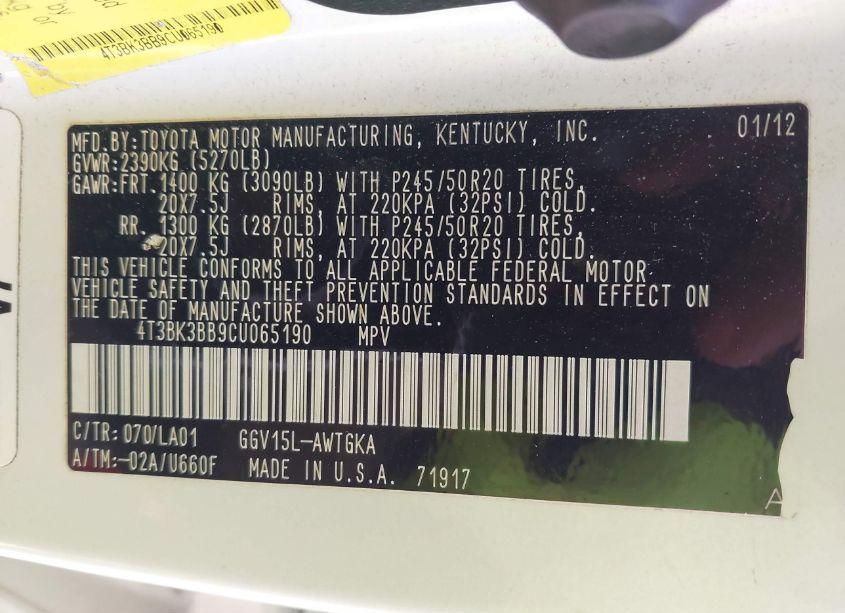 or by
4T3BK3BB9CU065190
MFD.BY:TOYOTA MOTOR MANUFACTURING, KENTUCKY, INC. 01/12
GVWR:2390KG (5270LB)
GAWR:FRT.1400 KG (3090LB) WITH P245/50R20 TIRES,
20X7.5J RIMS, AT 220KPA (32PSI) COLD.
RR. 1300 KG (2870LB) WITH P245/50R20 TIRES,
20X7.5J RIMS, AT 220KPA (32PSI) COLD.
THIS VEHICLE CONFORMS TO ALL APPLICABLE FEDERAL MOTOR
VEHICLE SAFETY AND THEFT PREVENTION STANDARDS IN EFFECT ON
THE DATE OF MANUFACTURE SHOWN ABOVE.
4T3BK3BB9CU065190 MPV
C/TR: 070/LA01 GGV15L-AWTGKA
A/TM:-02A/U660F MADE IN U.S.A. 71917
A